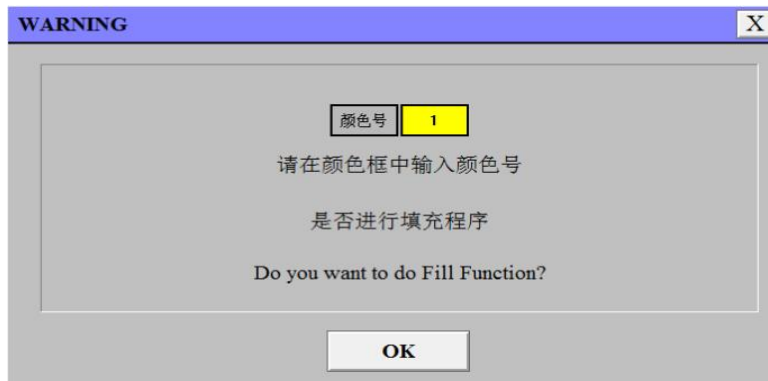 WARNING X
颜色号 1
请在颜色框中输入颜色号
是否进行填充程序
Do you want to do Fill Function?
OK